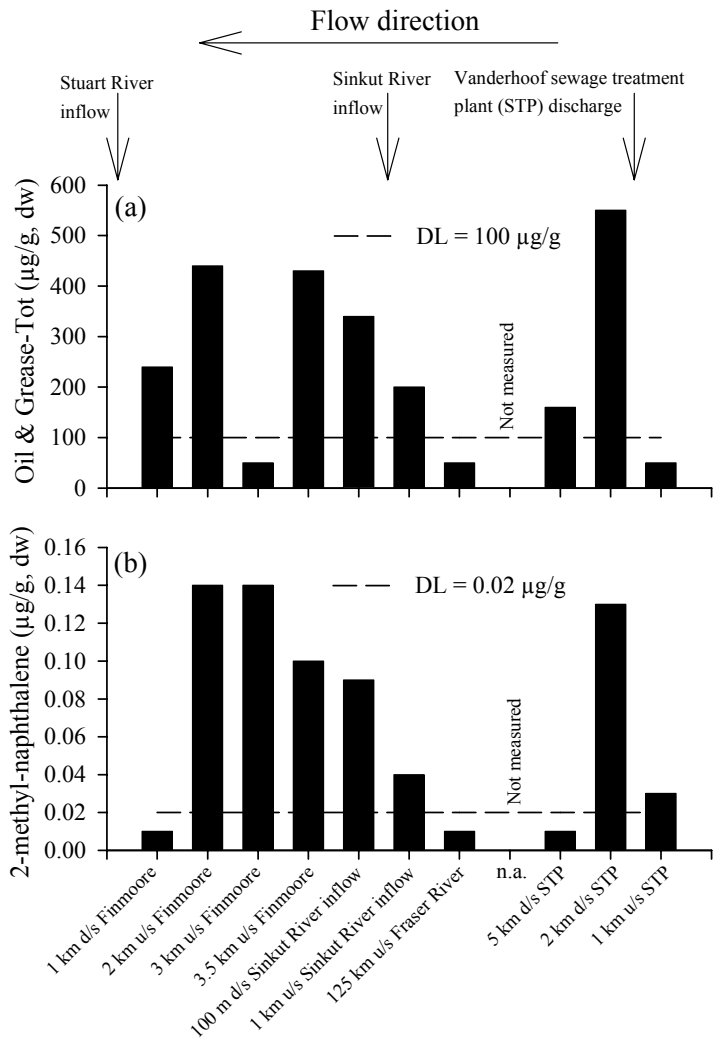 Flow direction
Stuart River
inflow
Sinkut River
inflow
Vanderhoof sewage treatment
plant (STP) discharge
Oil & Grease-Tot (µg/g, dw)
600
500
400
300
200
100
0
(a)
DL = 100 µg/g
Not measured
2-methyl-naphthalene (µg/g, dw)
0.16
0.14
0.12
0.10
0.08
0.06
0.04
0.02
0.00
(b)
DL = 0.02 µg/g
Not measured
1 km d/s Finmoore
2 km u/s Finmoore
3 km u/s Finmoore
3.5 km u/s Finmoore
100 m d/s Sinkut River inflow
1 km u/s Sinkut River inflow
125 km u/s Fraser River
n.a.
5 km d/s STP
2 km d/s STP
1 km u/s STP